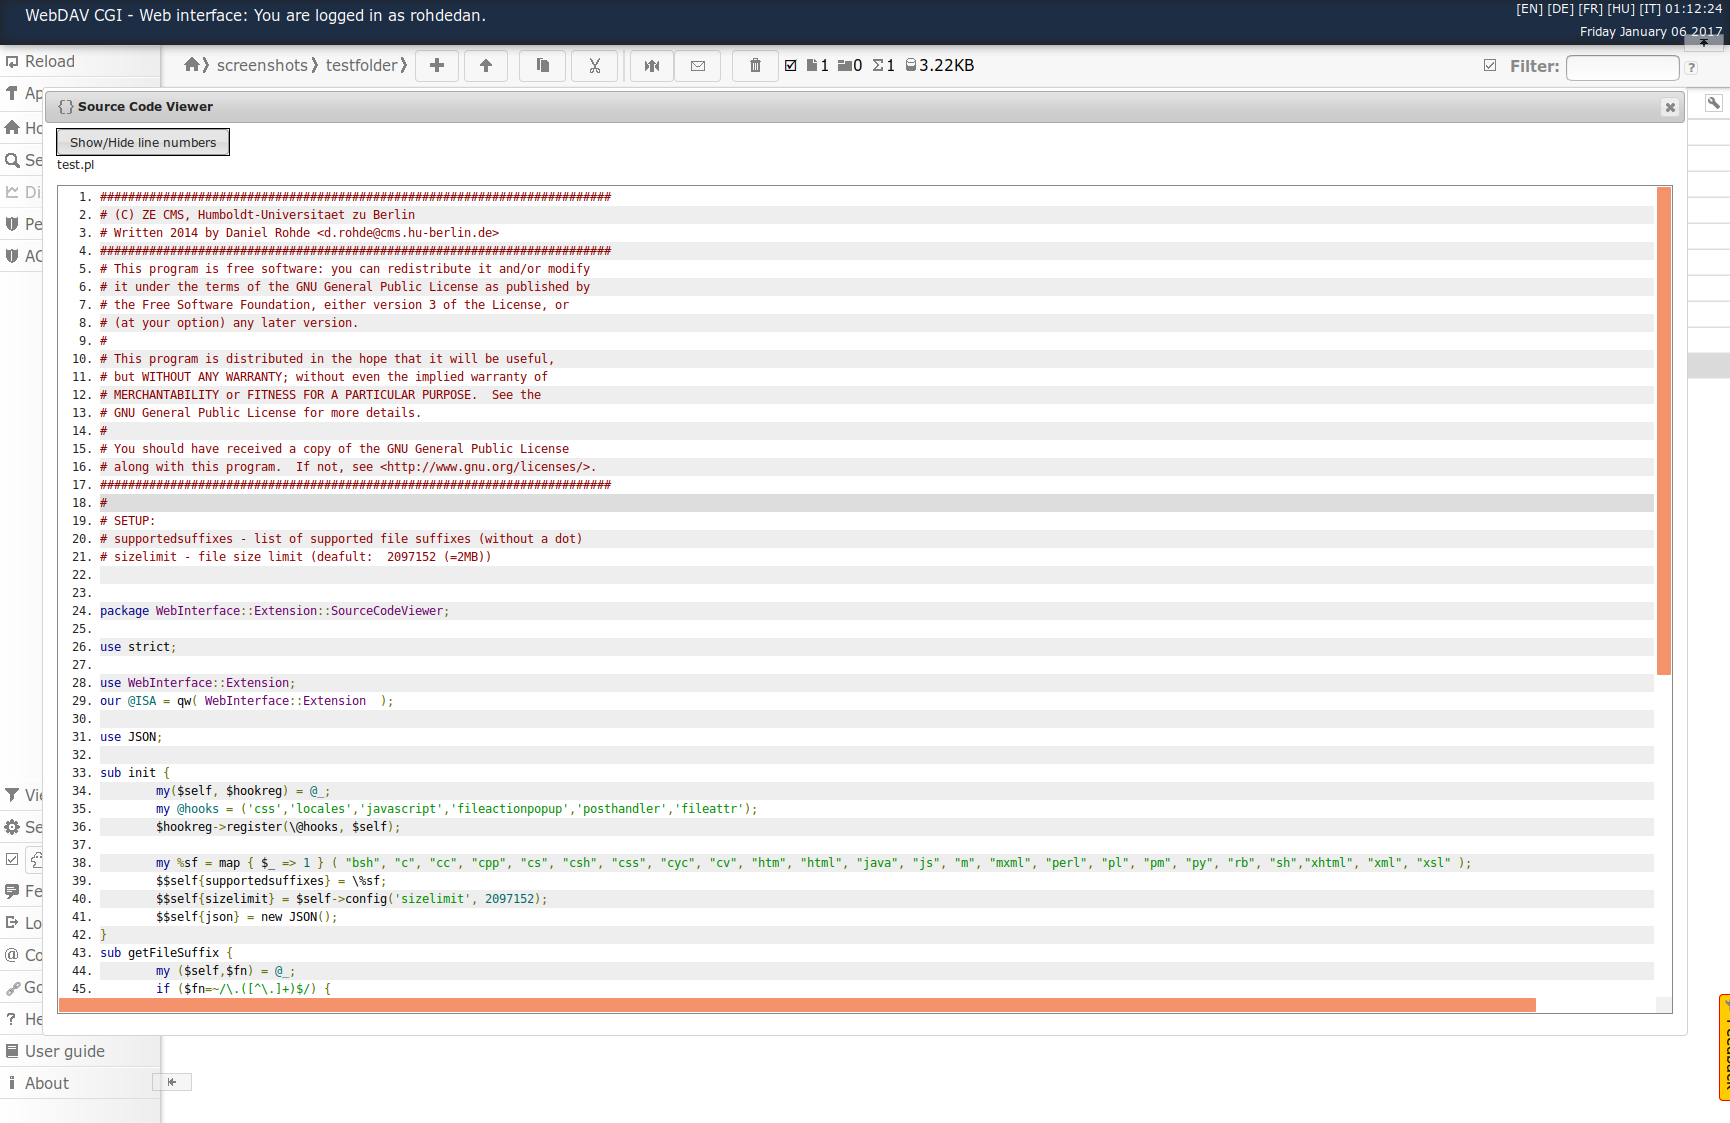 WebDAV CGI - Web interface: You are logged in as rohdedan.
[EN] [DE] [FR] [HU] [IT] 01:12:24
Friday January 06 2017
Reload
screenshots
testfolder
1
0
Σ1
3.22KB
Filter:
?
Ap
Ho
Se
Di
Pe
AC
{} Source Code Viewer
Show/Hide line numbers
test.pl
1. #########################################################################
2. # (C) ZE CMS, Humboldt-Universitaet zu Berlin
3. # Written 2014 by Daniel Rohde <d.rohde@cms.hu-berlin.de>
4. #########################################################################
5. # This program is free software: you can redistribute it and/or modify
6. # it under the terms of the GNU General Public License as published by
7. # the Free Software Foundation, either version 3 of the License, or
8. # (at your option) any later version.
9. #
10. # This program is distributed in the hope that it will be useful,
11. # but WITHOUT ANY WARRANTY; without even the implied warranty of
12. # MERCHANTABILITY or FITNESS FOR A PARTICULAR PURPOSE.  See the
13. # GNU General Public License for more details.
14. #
15. # You should have received a copy of the GNU General Public License
16. # along with this program.  If not, see <http://www.gnu.org/licenses/>.
17. #########################################################################
18. #
19. # SETUP:
20. # supportedsuffixes - list of supported file suffixes (without a dot)
21. # sizelimit - file size limit (deafult:  2097152 (=2MB))
22.
23.
24. package WebInterface::Extension::SourceCodeViewer;
25.
26. use strict;
27.
28. use WebInterface::Extension;
29. our @ISA = qw( WebInterface::Extension  );
30.
31. use JSON;
32.
33. sub init {
34.         my($self, $hookreg) = @_;
35.         my @hooks = ('css','locales','javascript','fileactionpopup','posthandler','fileattr');
36.         $hookreg->register(\@hooks, $self);
37.
38.         my %sf = map { $_ => 1 } ( "bsh", "c", "cc", "cpp", "cs", "csh", "css", "cyc", "cv", "htm", "html", "java", "js", "m", "mxml", "perl", "pl", "pm", "py", "rb", "sh","xhtml", "xml", "xsl" );
39.         $$self{supportedsuffixes} = \%sf;
40.         $$self{sizelimit} = $self->config('sizelimit', 2097152);
41.         $$self{json} = new JSON();
42. }
43. sub getFileSuffix {
44.         my ($self,$fn) = @_;
45.         if ($fn=~/\.([^\.]+)$/) {
Vie
Se
Fe
Lo
@ Co
Go
? He
User guide
About